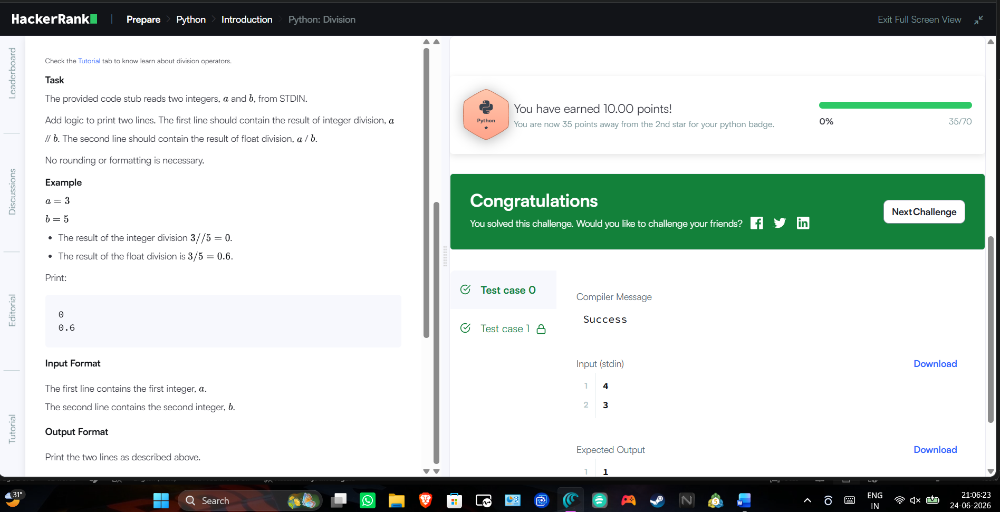 HackerRank
Prepare
Python
Introduction
Python: Division
Exit Full Screen View
Leaderboard
Discussions
Editorial
Tutorial
Check the Tutorial tab to know learn about division operators.
Task
The provided code stub reads two integers, a and b, from STDIN.
Add logic to print two lines. The first line should contain the result of integer division, a
// b. The second line should contain the result of float division, a / b.
No rounding or formatting is necessary.
Example
a = 3
b = 5
• The result of the integer division 3//5 = 0.
• The result of the float division is 3/5 = 0.6.
Print:
0
0.6
Input Format
The first line contains the first integer, a.
The second line contains the second integer, b.
Output Format
Print the two lines as described above.
Python
You have earned 10.00 points!
You are now 35 points away from the 2nd star for your python badge.
0%
35/70
Congratulations
You solved this challenge. Would you like to challenge your friends?
Next Challenge
Test case 0
Test case 1
Compiler Message
Success
Input (stdin)
Download
1 4
2 3
Expected Output
Download
1 1
31°
Search
ENG
IN
21:06:23
24-06-2026